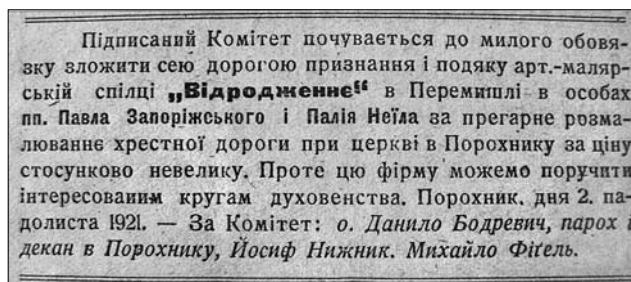 Підписаний Комітет почувається до милого обовя-
зку зложити сею дорогою признання і подяку арт.-маляр-
ській спілці „Відродженнє“ в Перемишлі в особах
пп. Павла Запоріжського і Палія Неїла за прегарне розма-
люваннє хрестної дороги при церкві в Порохнику за ціну
стосунково невелику. Проте цю фірму можемо поручити
інтересованим кругам духовенства. Порохник, дня 2. па-
долиста 1921. — За Комітет: о. Данило Бодревич, парох і
декан в Порохнику, Йосиф Нижник. Михайло Фіґель.